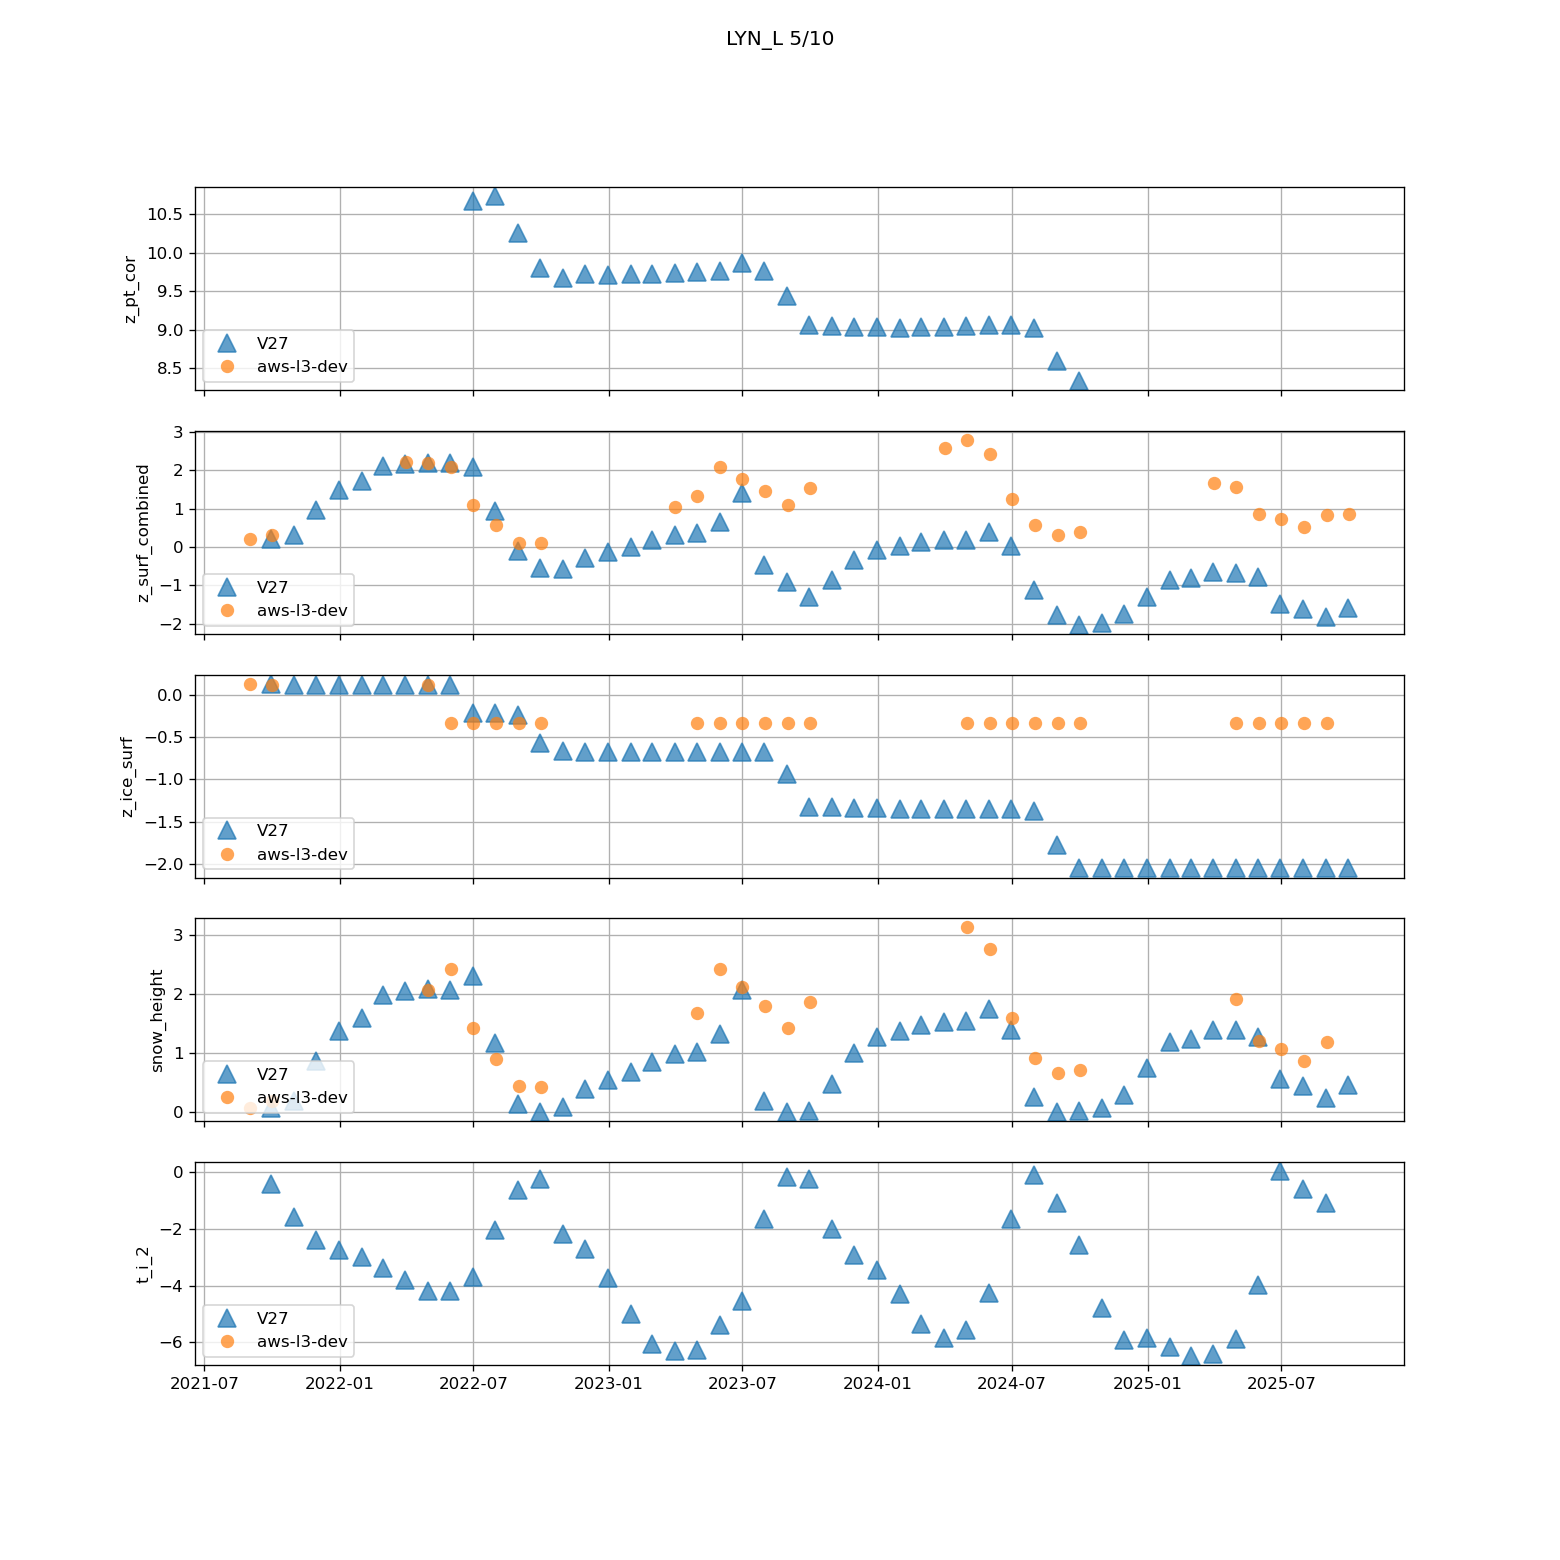 LYN_L 5/10
z_pt_cor
10.5
10.0
9.5
9.0
8.5
V27
aws-l3-dev
z_surf_combined
3
2
1
0
−1
−2
V27
aws-l3-dev
z_ice_surf
0.0
−0.5
−1.0
−1.5
−2.0
V27
aws-l3-dev
snow_height
3
2
1
0
V27
aws-l3-dev
t_i_2
0
−2
−4
−6
V27
aws-l3-dev
2021-07 2022-01 2022-07 2023-01 2023-07 2024-01 2024-07 2025-01 2025-07